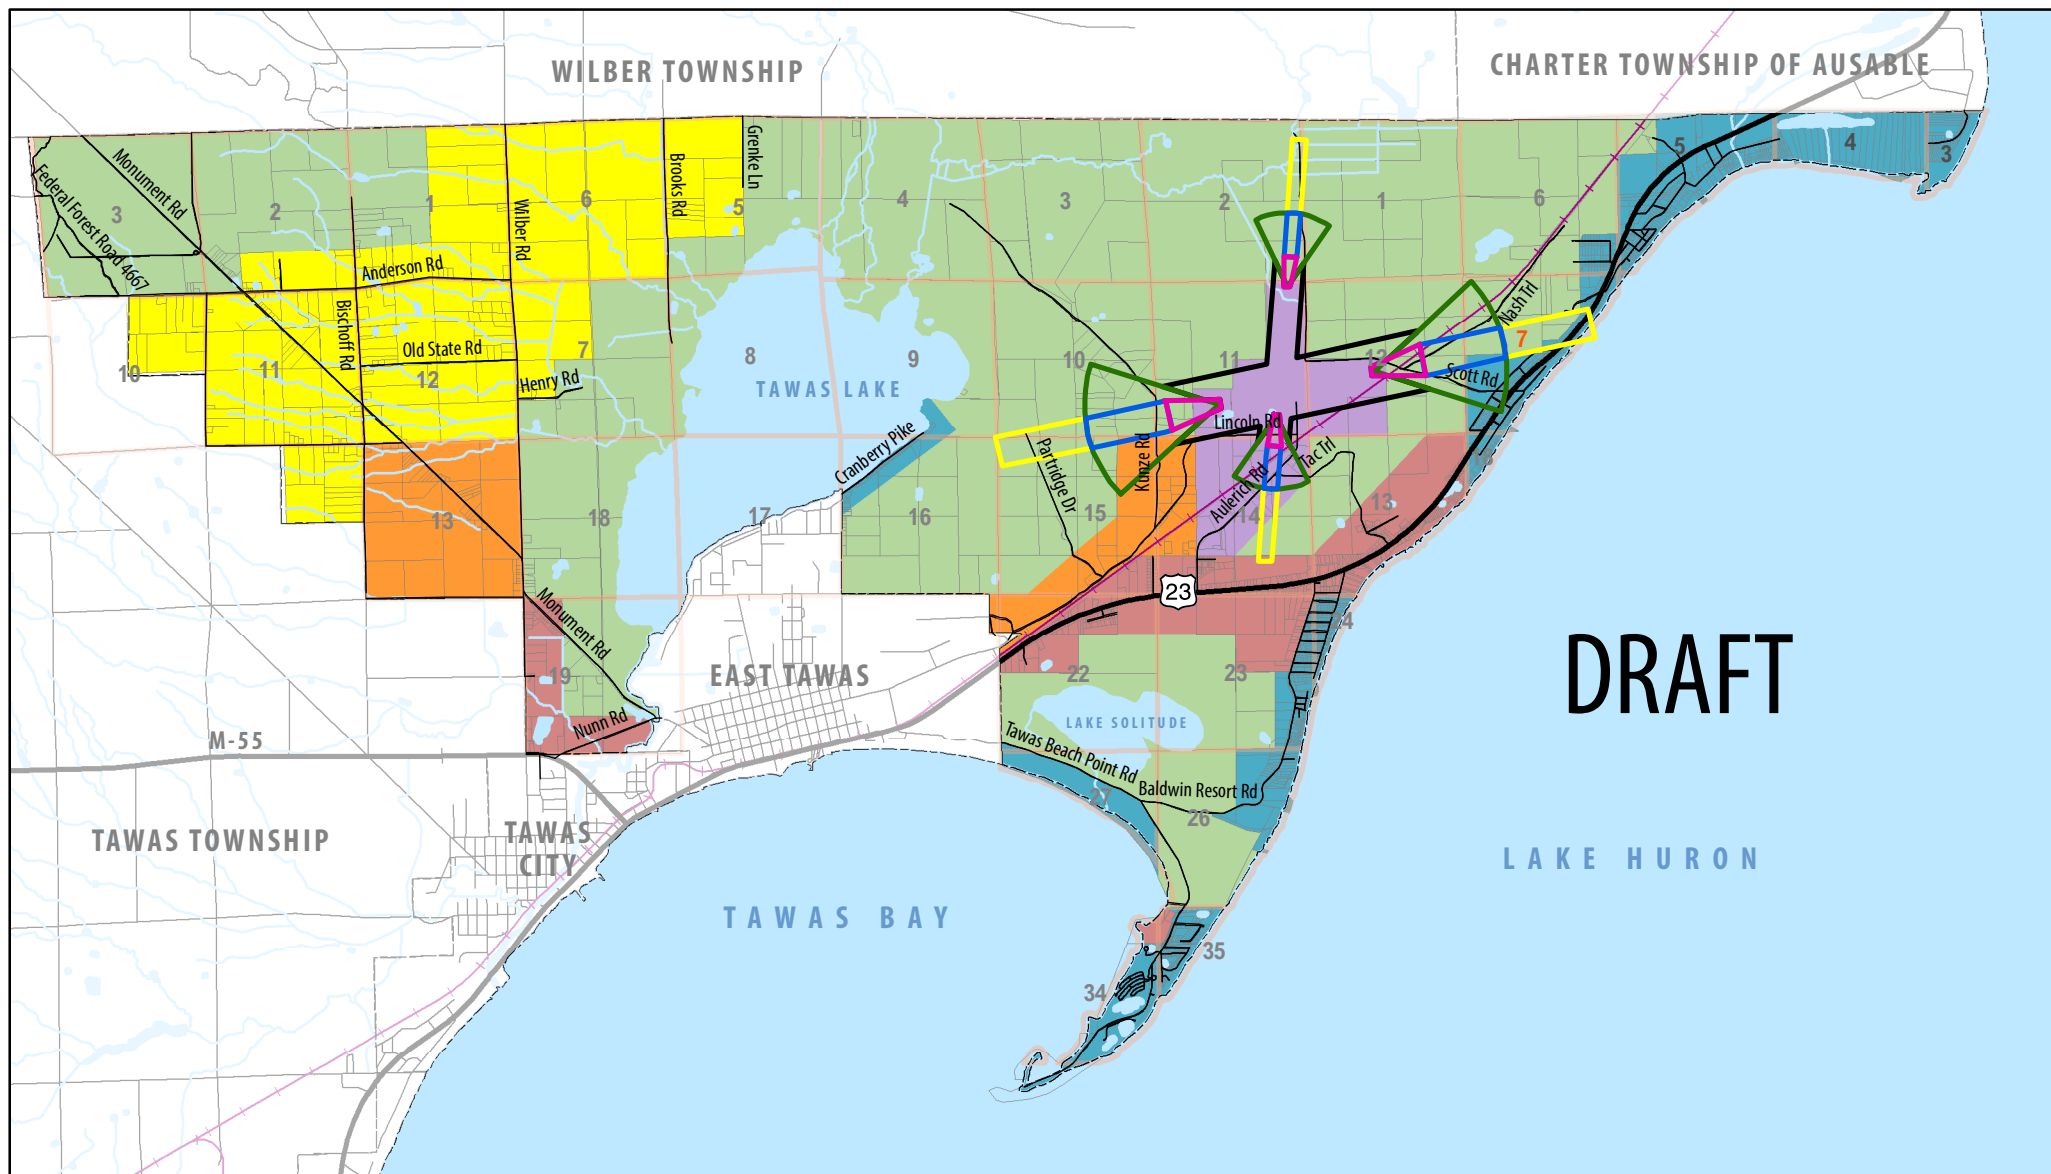 WILBER TOWNSHIP
CHARTER TOWNSHIP OF AUSABLE
Monument Rd
Federal Forest Road 4667
3
2
1
6
5
Wilber Rd
Brooks Rd
Grenke Ln
4
3
2
1
6
5
4
3
Anderson Rd
Bischoff Rd
Old State Rd
Henry Rd
10
11
12
7
8
9
TAWAS LAKE
10
11
12
7
Nash Trl
Scott Rd
Lincoln Rd
Cranberry Pike
Partridge Dr
Kunze Rd
Aulerich Rd
Tac Trl
13
18
17
16
15
14
13
18
23
Monument Rd
19
Nunn Rd
EAST TAWAS
22
23
24
LAKE SOLITUDE
DRAFT
M-55
Tawas Beach Point Rd
Baldwin Resort Rd
27
26
TAWAS TOWNSHIP
TAWAS
CITY
LAKE HURON
TAWAS BAY
35
34